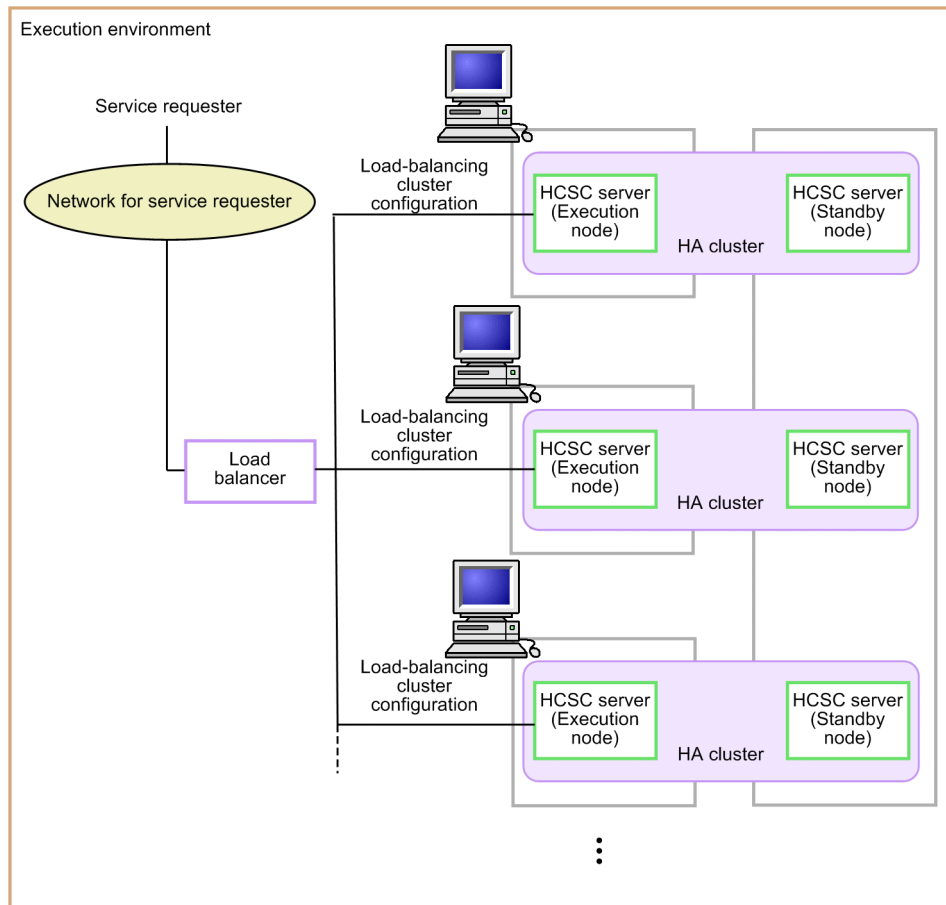 Execution environment
Service requester
Network for service requester
Load
balancer
Load-balancing
cluster
configuration
HCSC server
(Execution
node)
HA cluster
HCSC server
(Standby
node)
Load-balancing
cluster
configuration
HCSC server
(Execution
node)
HA cluster
HCSC server
(Standby
node)
Load-balancing
cluster
configuration
HCSC server
(Execution
node)
HA cluster
HCSC server
(Standby
node)